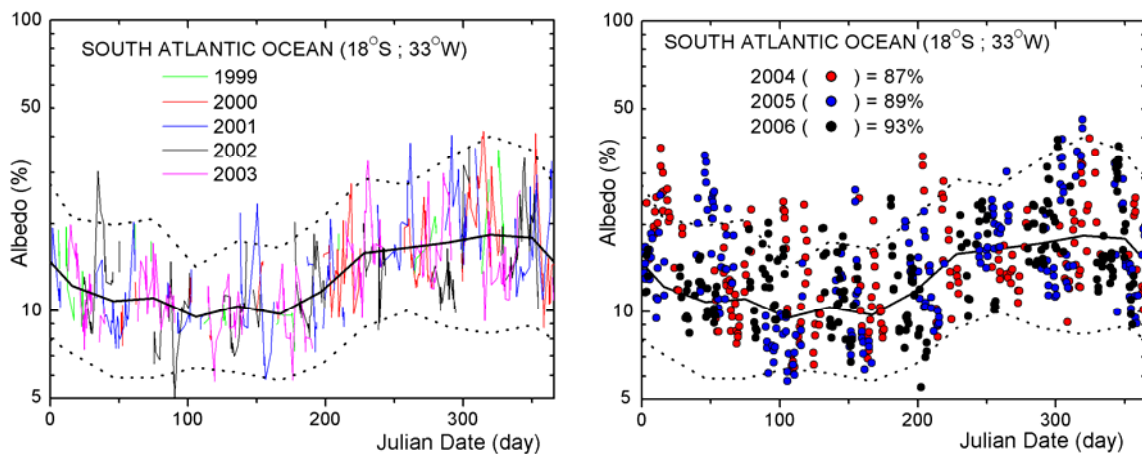 SOUTH ATLANTIC OCEAN (18°S ; 33°W)
1999
2000
2001
2002
2003
Albedo (%)
100
50
10
5
0
100
200
300
Julian Date (day)
SOUTH ATLANTIC OCEAN (18°S ; 33°W)
2004 ( ) = 87%
2005 ( ) = 89%
2006 ( ) = 93%
Albedo (%)
100
50
10
5
0
100
200
300
Julian Date (day)